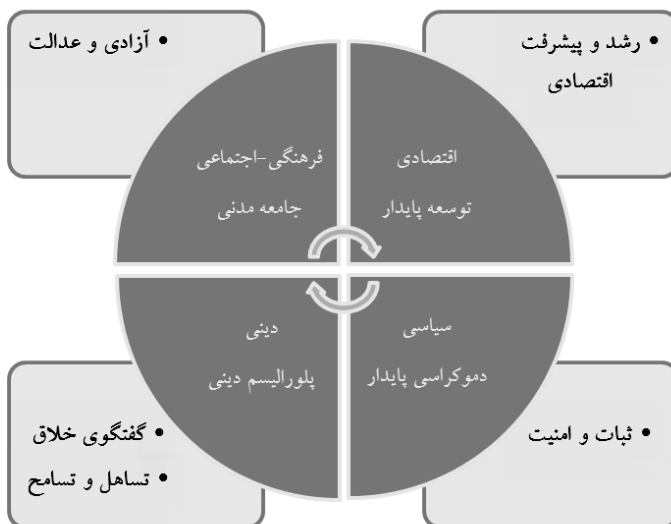 • رشد و پیشرفت
اقتصادی
• آزادی و عدالت
اقتصادی
توسعه پایدار
فرهنگی-اجتماعی
جامعه مدنی
سیاسی
دموکراسی پایدار
دینی
پلورالیسم دینی
• ثبات و امنیت
• گفتگوی خلاق
• تساهل و تسامح